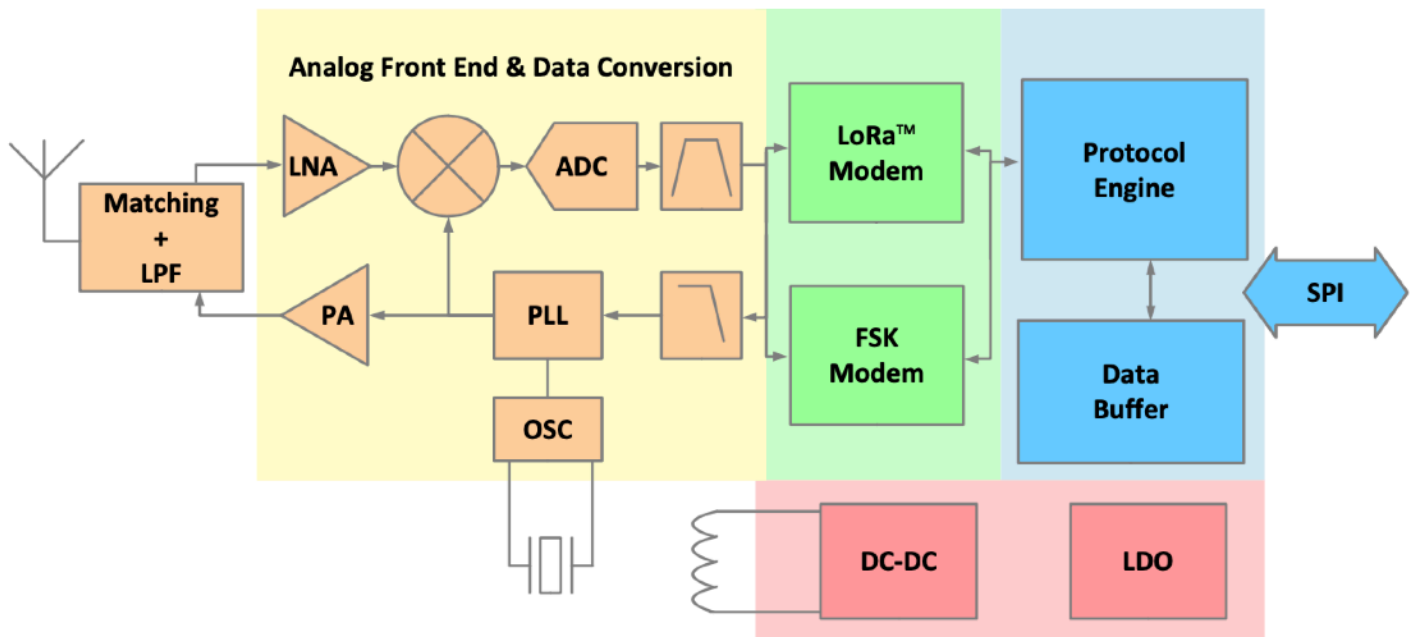 Analog Front End & Data Conversion
LNA
ADC
LoRa™
Modem
Protocol
Engine
Matching
+
LPF
PA
PLL
FSK
Modem
SPI
Data
Buffer
OSC
DC-DC
LDO